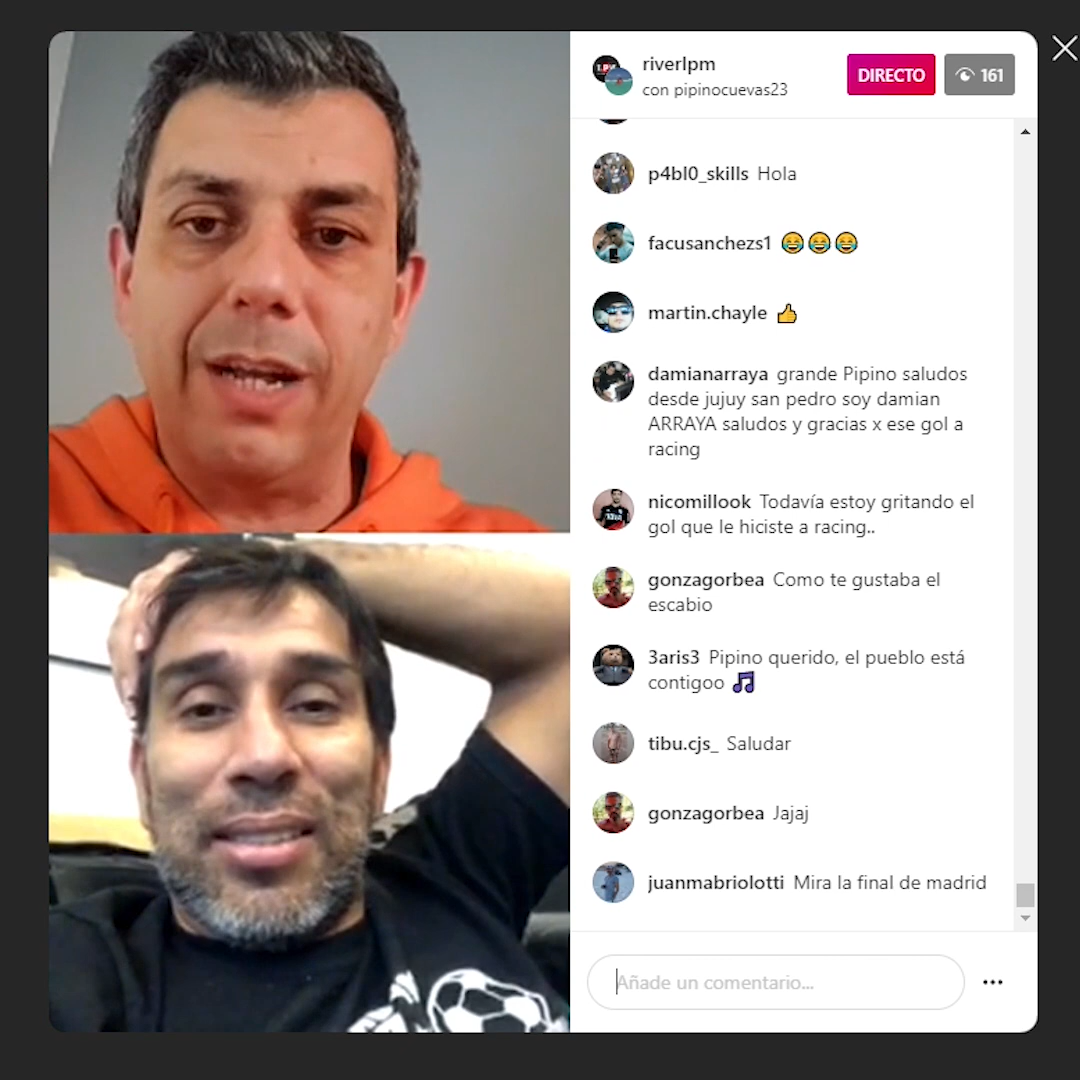 riverlpm
con pipinocuevas23
DIRECTO
161
p4bl0_skills Hola
facusanchezs1 😂😂😂
martin.chayle 👍
damianarraya grande Pipino saludos
desde jujuy san pedro soy damian
ARRAYA saludos y gracias x ese gol a
racing
nicomillook Todavía estoy gritando el
gol que le hiciste a racing..
gonzagorbea Como te gustaba el
escabio
3aris3 Pipino querido, el pueblo está
contigoo 🎵
tibu.cjs_ Saludar
gonzagorbea Jajaj
juanmabriolotti Mira la final de madrid
Añade un comentario...